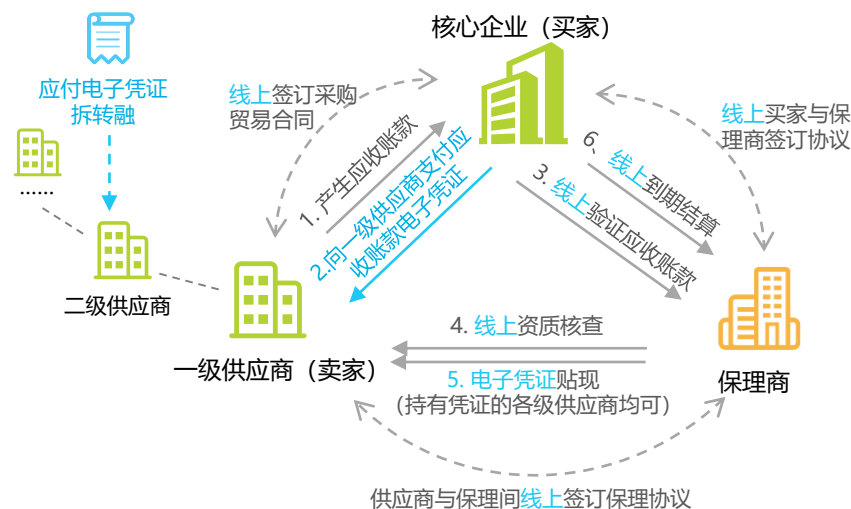 核心企业（买家）
应付电子凭证
拆转融
线上签订采购
贸易合同
线上买家与保
理商签订协议
1. 产生应收账款
2.向一级供应商支付应
收账款电子凭证
6、线上到期结算
3. 线上验证应收账款
......
二级供应商
一级供应商（卖家）
4. 线上资质核查
5. 电子凭证贴现
（持有凭证的各级供应商均可）
保理商
供应商与保理间线上签订保理协议